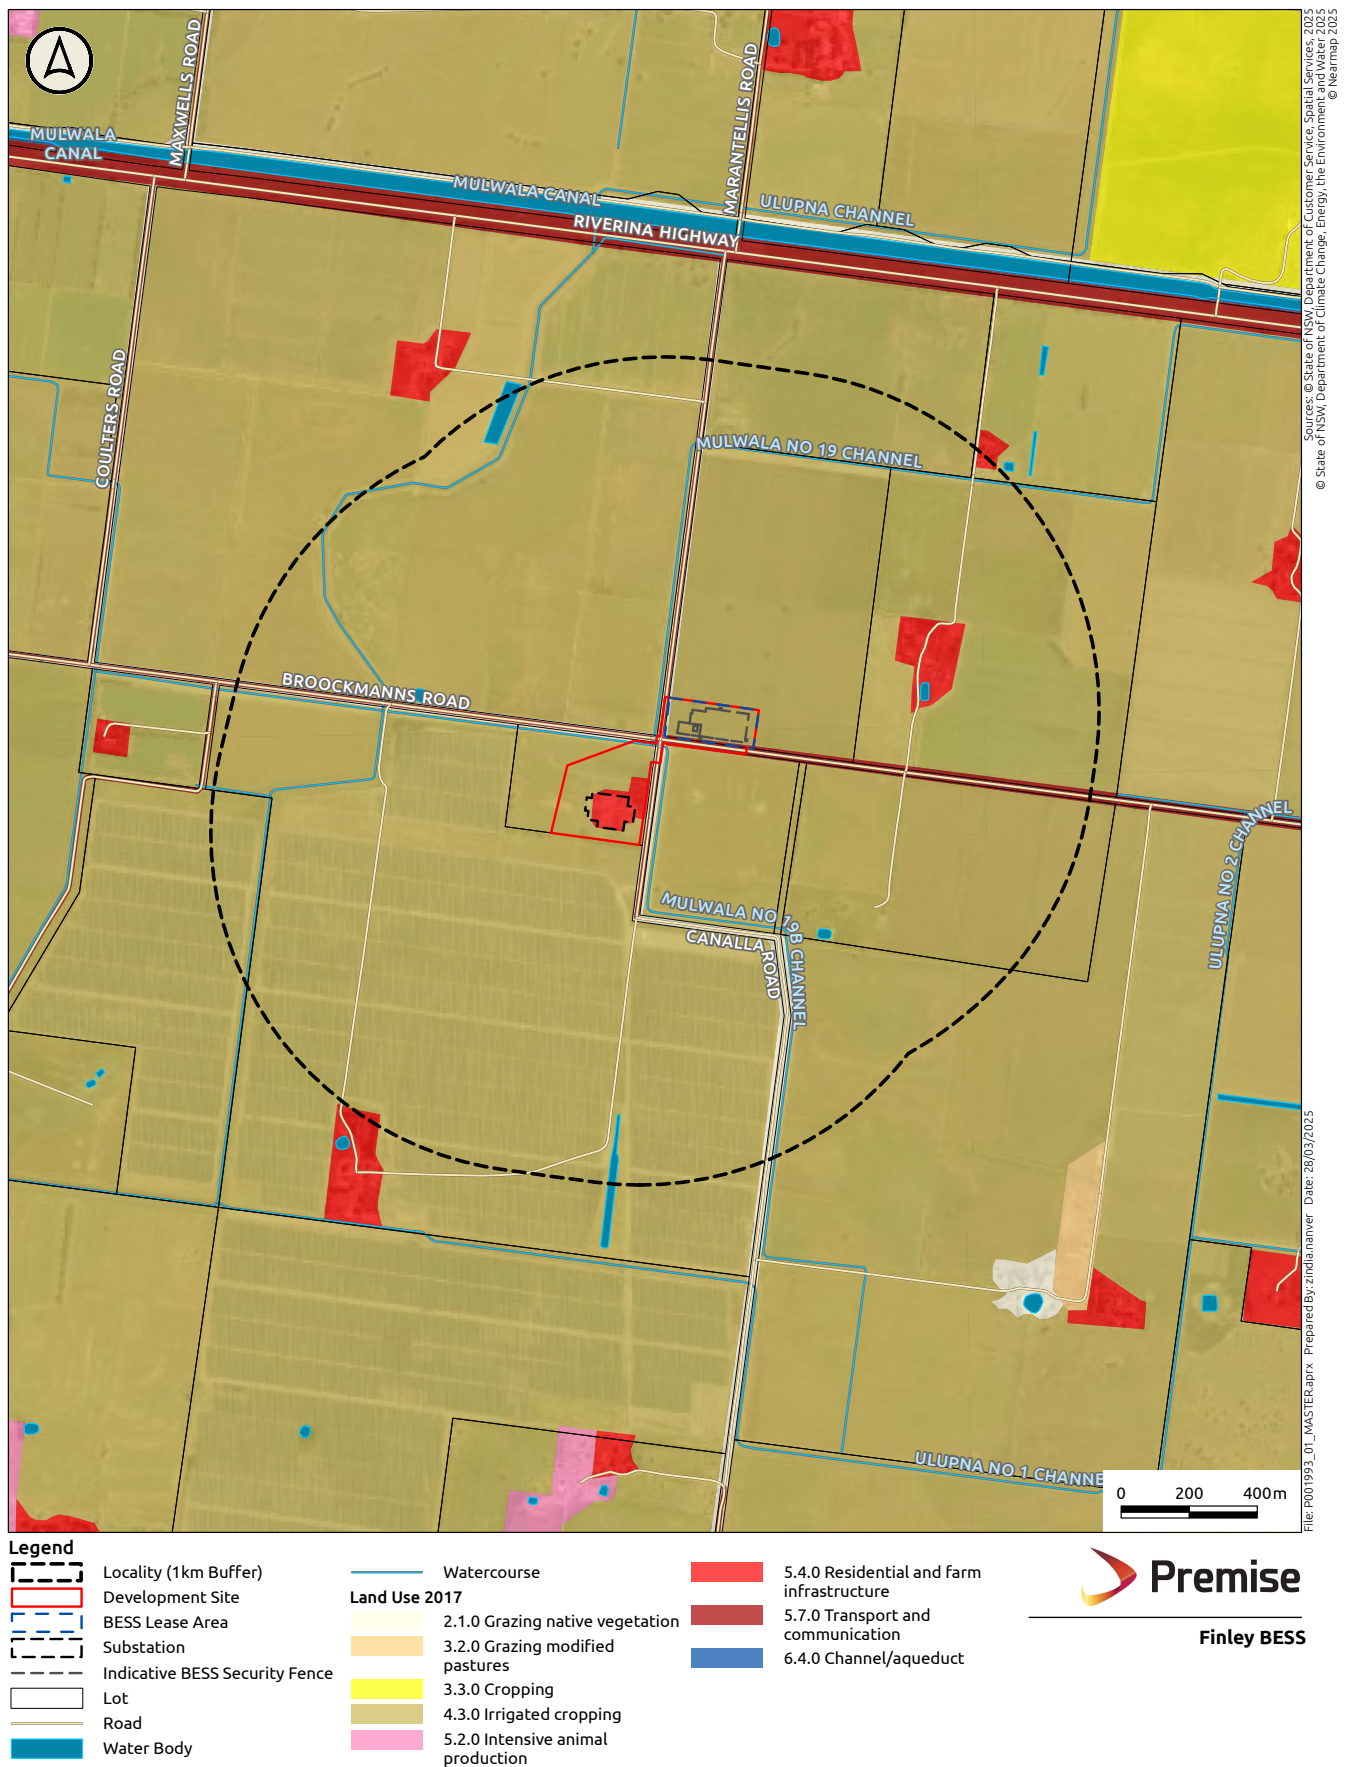 MAXWELLS ROAD
MARANTELLIS ROAD
MULWALA
CANAL
MULWALA CANAL
ULUPNA CHANNEL
RIVERINA HIGHWAY
COULTERS ROAD
MULWALA NO 19 CHANNEL
BROOCKMANNS ROAD
ULUPNA NO 2 CHANNEL
MULWALA NO 19B CHANNEL
CANALLA ROAD
ULUPNA NO 1 CHANNE
0 200 400m
Sources: © State of NSW, Department of Customer Service, Spatial Services, 2025
© State of NSW, Department of Climate Change, Energy, the Environment and Water 2025
© Nearmap 2025
File: P001993_01_MASTER.aprx Prepared By: zindia.nanver Date: 28/03/2025
Legend
Locality (1km Buffer)
Development Site
BESS Lease Area
Substation
Indicative BESS Security Fence
Lot
Road
Water Body
Watercourse
Land Use 2017
2.1.0 Grazing native vegetation
3.2.0 Grazing modified
pastures
3.3.0 Cropping
4.3.0 Irrigated cropping
5.2.0 Intensive animal
production
5.4.0 Residential and farm
infrastructure
5.7.0 Transport and
communication
6.4.0 Channel/aqueduct
Premise
Finley BESS